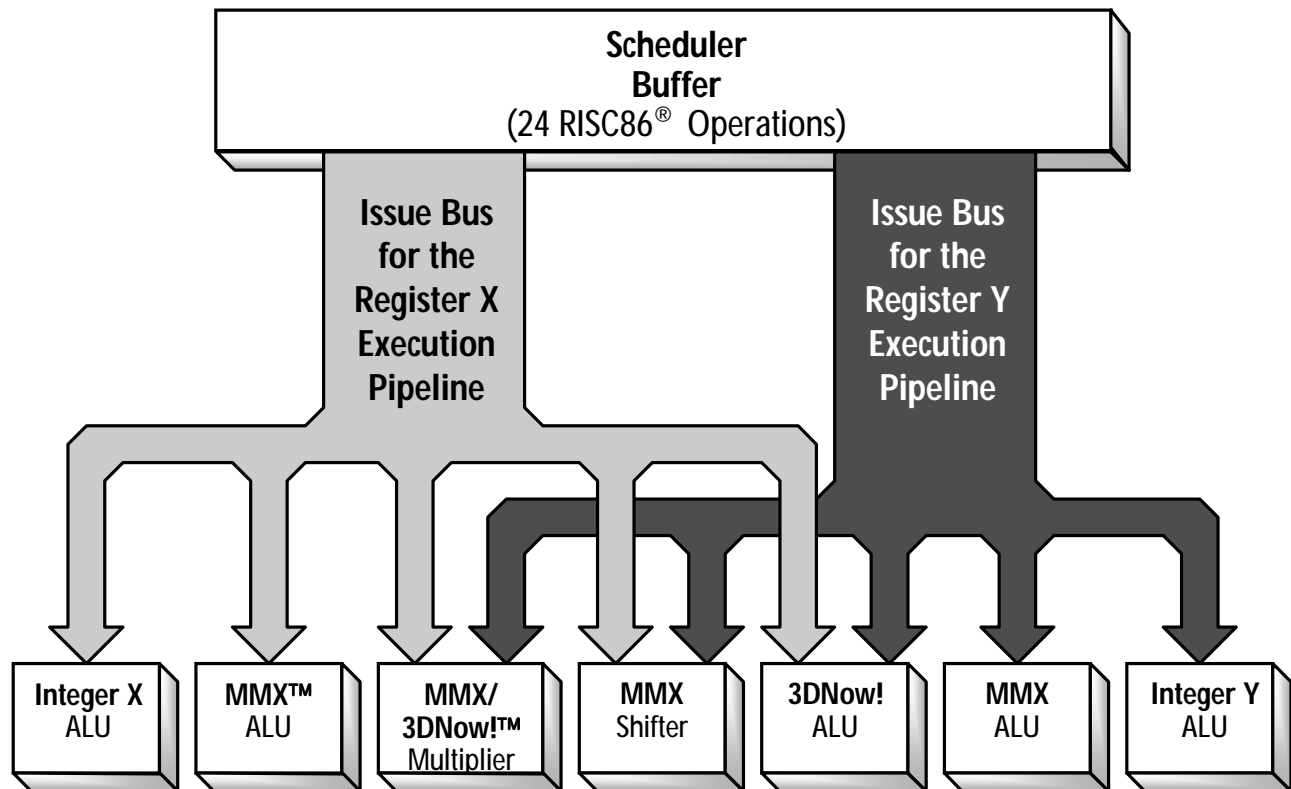 Scheduler
Buffer
(24 RISC86® Operations)
Issue Bus
for the
Register X
Execution
Pipeline
Issue Bus
for the
Register Y
Execution
Pipeline
Integer X
ALU
MMX™
ALU
MMX/
3DNow!™
Multiplier
MMX
Shifter
3DNow!
ALU
MMX
ALU
Integer Y
ALU